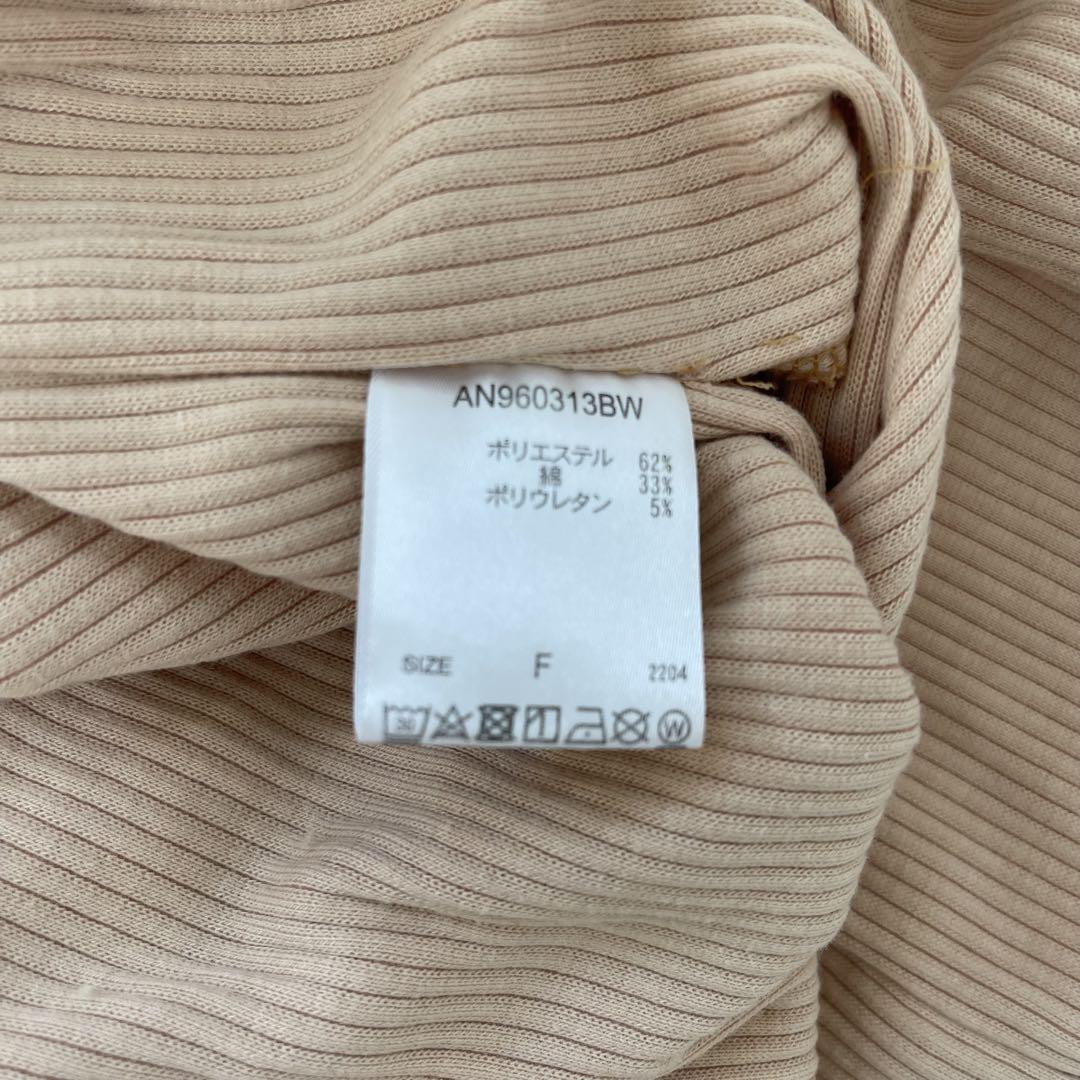 AN960313BW
ポリエステル 62%
綿 33%
ポリウレタン 5%
SIZE F 2204
30 W